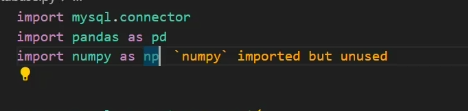 import mysql.connector
import pandas as pd
import numpy as np `numpy` imported but unused